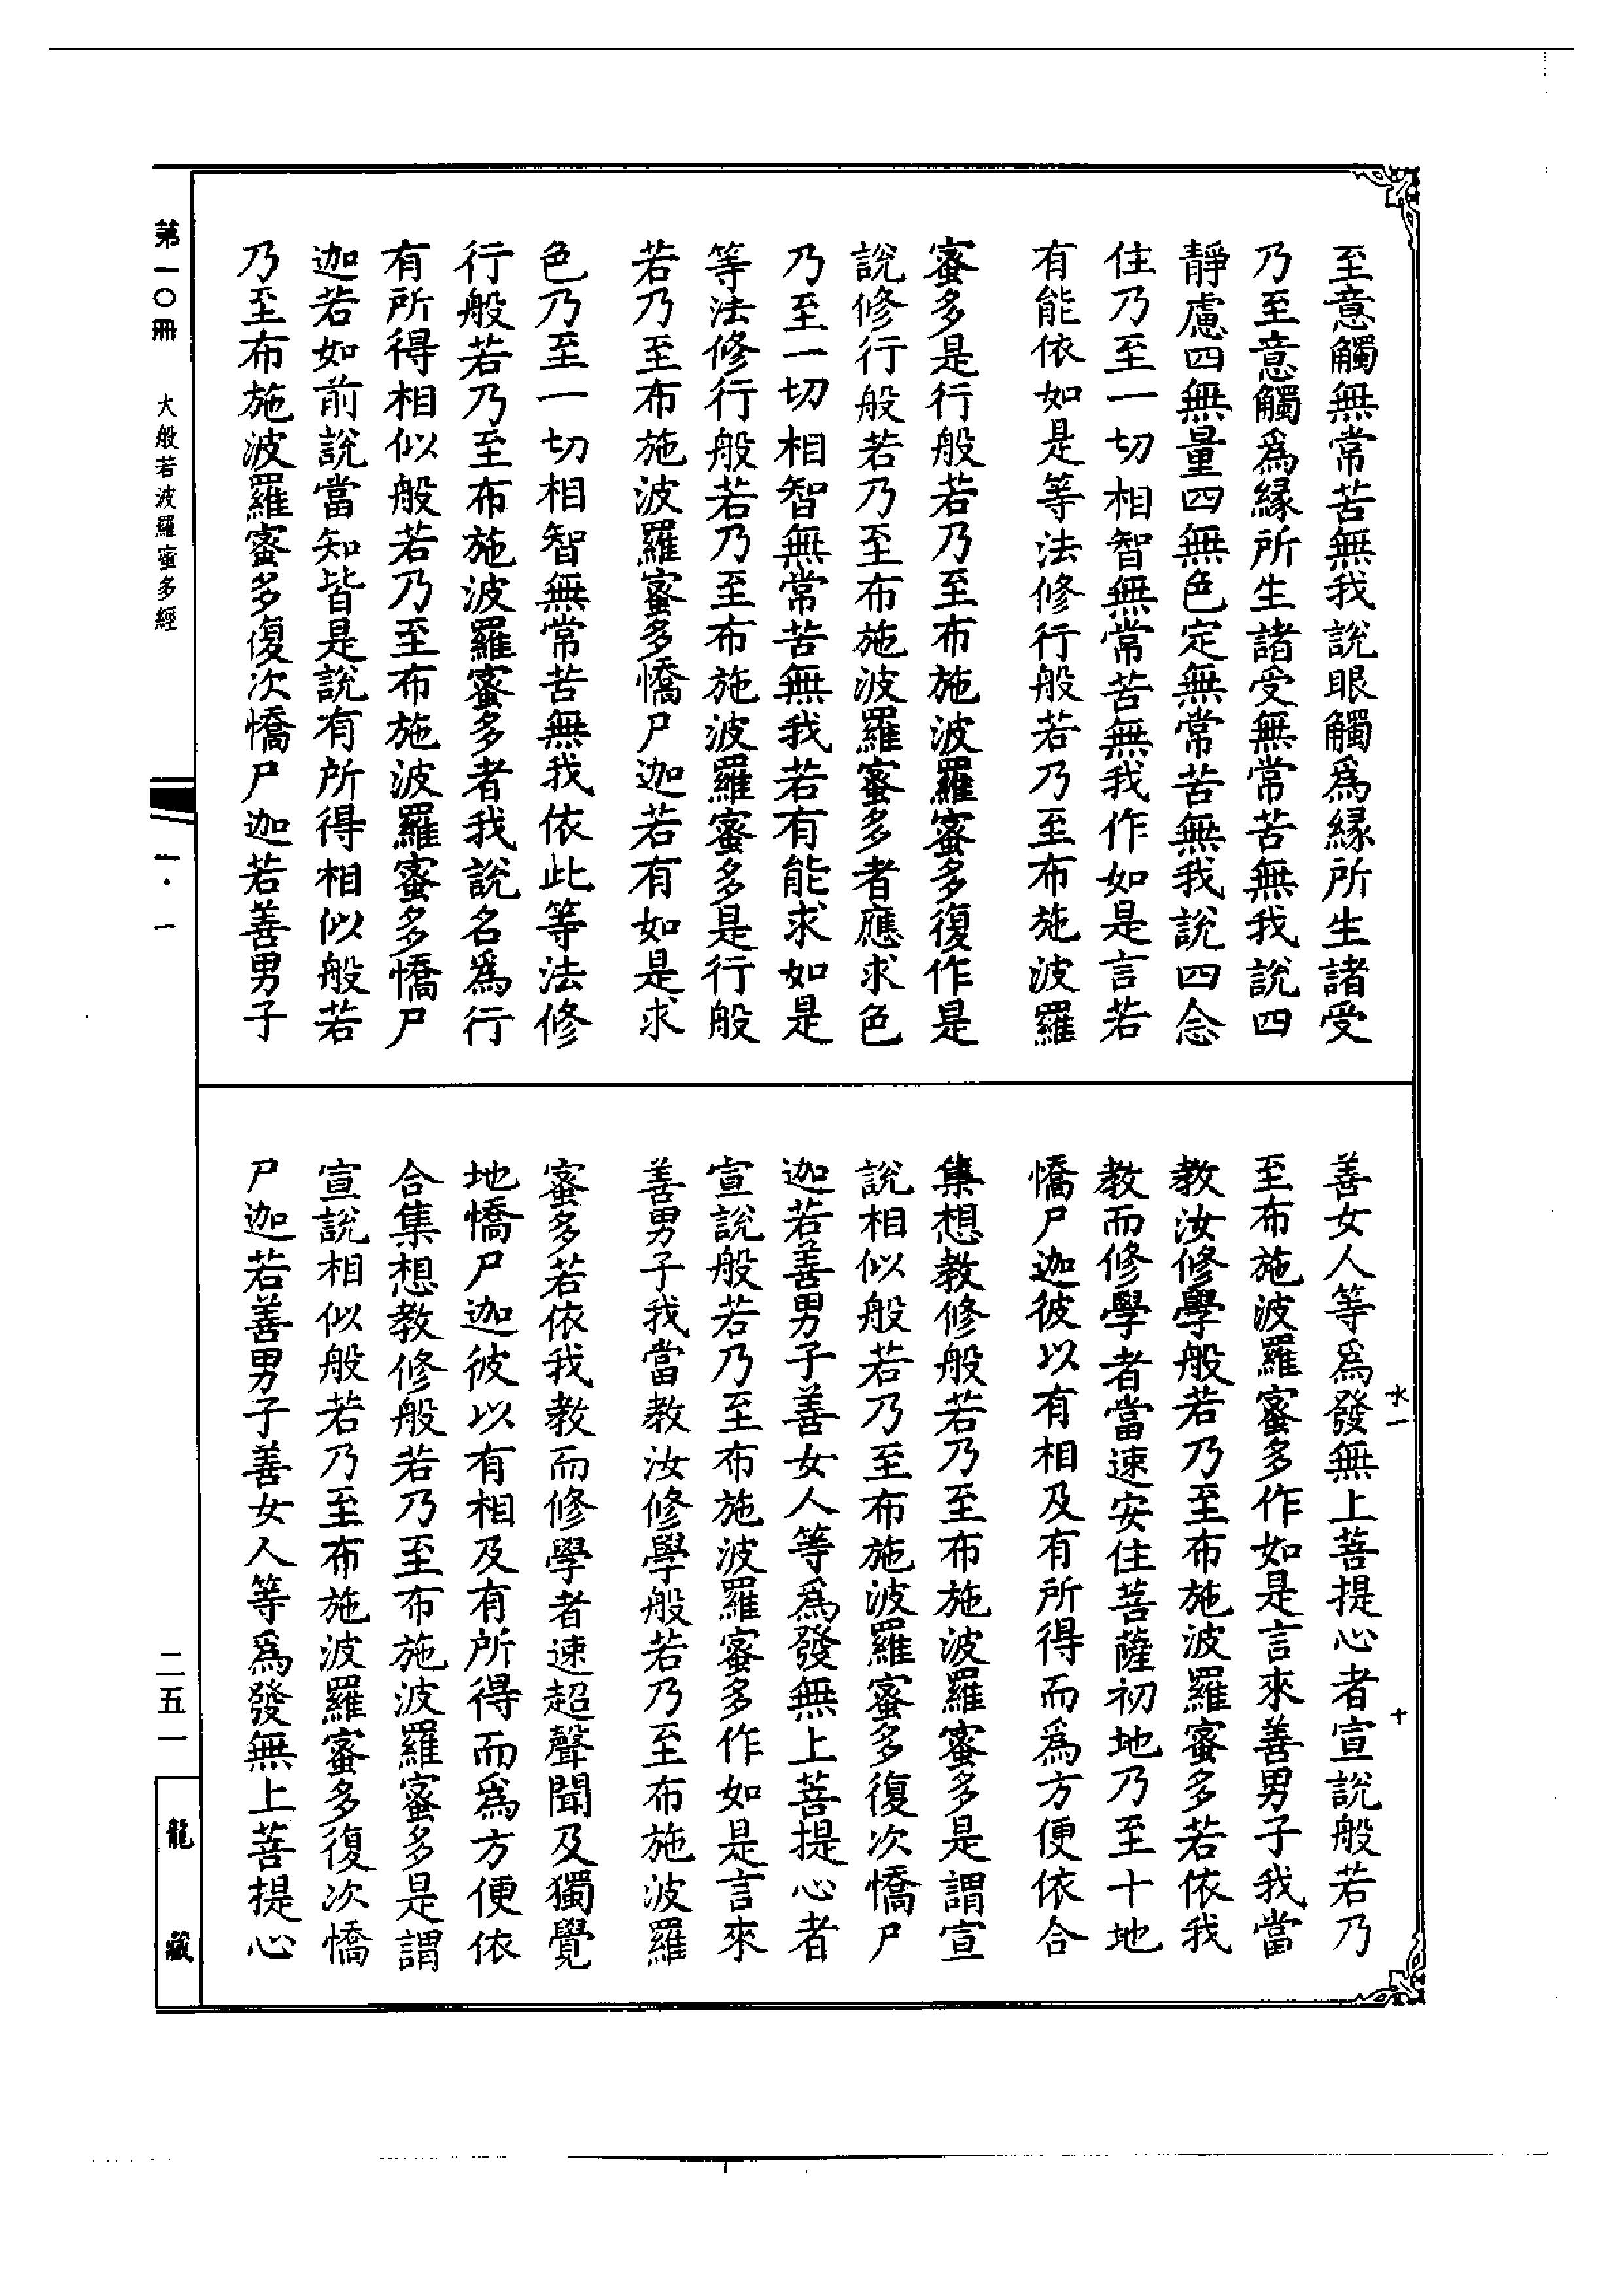 至意觸無常苦無我說眼觸爲緣所生諸受
乃至意觸爲緣所生諸受無常苦無我說四
靜慮四無量四無色定無常苦無我說四念
住乃至一切相智無常苦無我作如是言若
有能依如是等法修行般若乃至布施波羅
蜜多是行般若乃至布施波羅蜜多復作是
說修行般若乃至布施波羅蜜多者應求色
乃至一切相智無常苦無我若有能求如是
等法修行般若乃至布施波羅蜜多是行般
若乃至布施波羅蜜多憍尸迦若有如是求
色乃至一切相智無常苦無我依此等法修
行般若乃至布施波羅蜜多者我說名爲行
有所得相似般若乃至布施波羅蜜多憍尸
迦若如前說當知皆是說有所得相似般若
乃至布施波羅蜜多復次憍尸迦若善男子
善女人等爲發無上菩提心者宣說般若乃
至布施波羅蜜多作如是言來善男子我當
教汝修學般若乃至布施波羅蜜多若依我
教而修學者當速安住菩薩初地乃至十地
憍尸迦彼以有相及有所得而爲方便依合
集想教修般若乃至布施波羅蜜多是謂宣
說相似般若乃至布施波羅蜜多復次憍尸
迦若善男子善女人等爲發無上菩提心者
宣說般若乃至布施波羅蜜多作如是言來
善男子我當教汝修學般若乃至布施波羅
蜜多若依我教而修學者速超聲聞及獨覺
地憍尸迦彼以有相及有所得而爲方便依
合集想教修般若乃至布施波羅蜜多是謂
宣說相似般若乃至布施波羅蜜多復次憍
尸迦若善男子善女人等爲發無上菩提心
水一
十
第一〇冊
大般若波羅蜜多經
一·一
二五一
龍藏